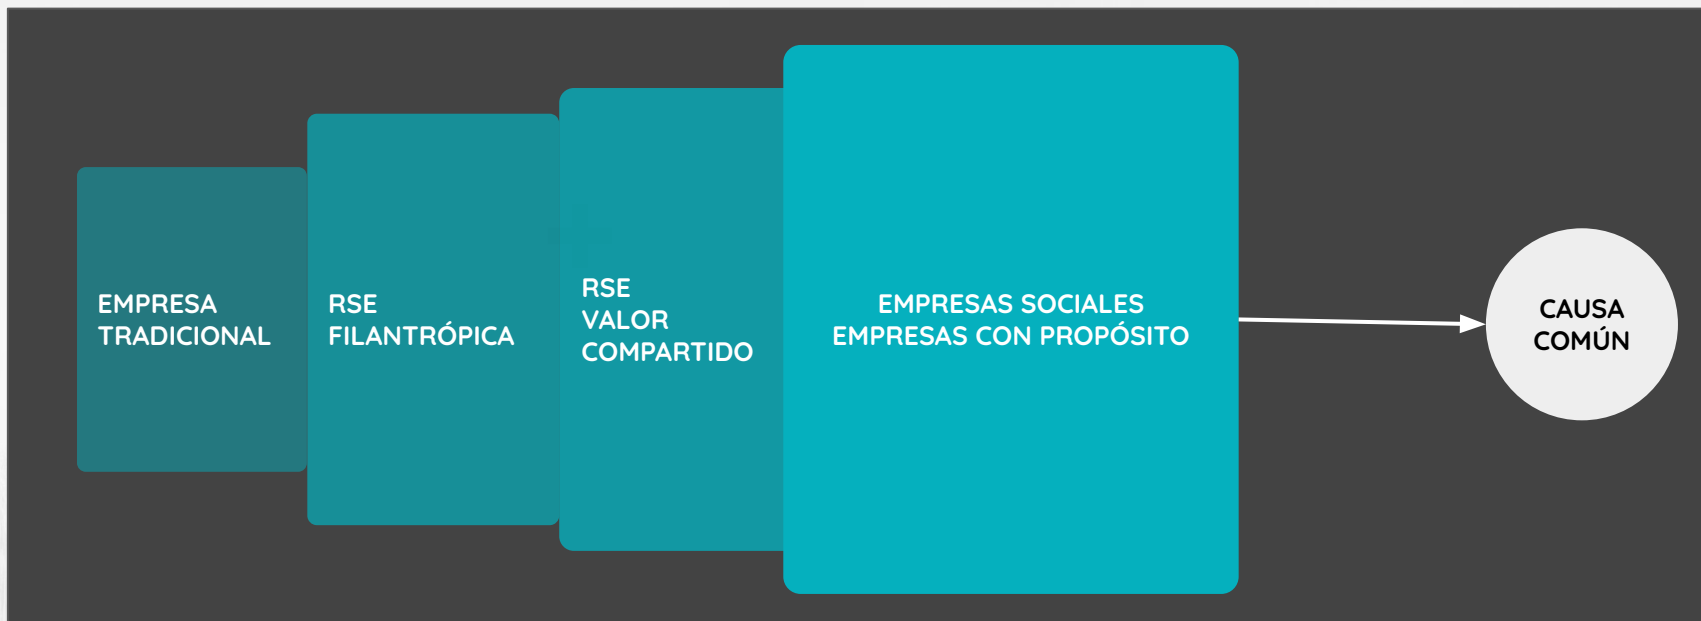 EMPRESA
TRADICIONAL
RSE
FILANTRÓPICA
RSE
VALOR
COMPARTIDO
EMPRESAS SOCIALES
EMPRESAS CON PROPÓSITO
CAUSA
COMÚN